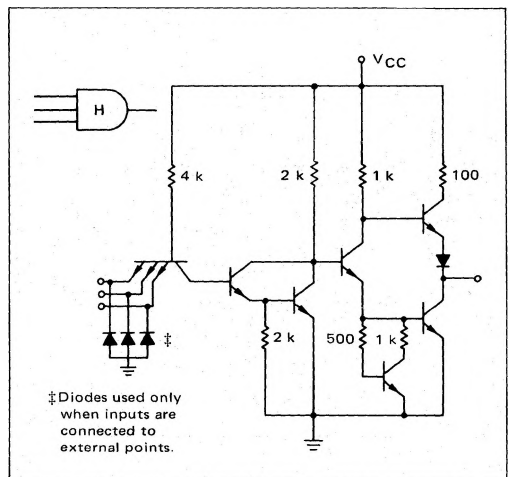 VCC
H
4 k
2 k
1 k
100
‡
2 k
500
1 k
‡Diodes used only
when inputs are
connected to
external points.